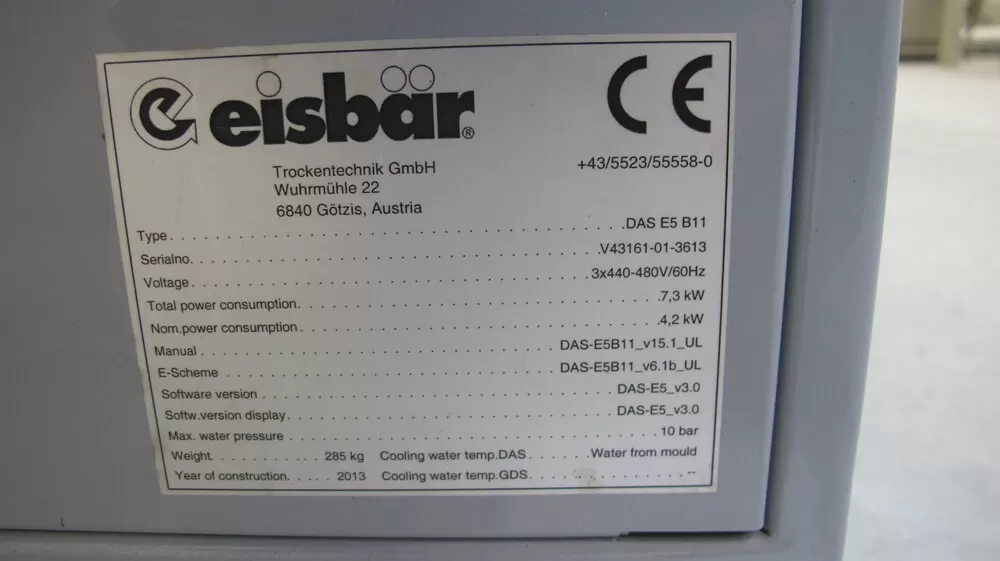 eisbär®
CE
Trockentechnik GmbH
Wuhrmühle 22
6840 Götzis, Austria
+43/5523/55558-0
Type. . . . . . . . . . . . . . . . . . . . DAS E5 B11
Serialno. . . . . . . . . . . . . . . . . . . . V43161-01-3613
Voltage. . . . . . . . . . . . . . . . . . . . 3x440-480V/60Hz
Total power consumption. . . . . . . . . . . . . . . . . . . . 7,3 kW
Nom.power consumption. . . . . . . . . . . . . . . . . . . . 4,2 kW
Manual . . . . . . . . . . . . . . . . . . . . DAS-E5B11_v15.1_UL
E-Scheme . . . . . . . . . . . . . . . . . . . . DAS-E5B11_v6.1b_UL
Software version . . . . . . . . . . . . . . . . . . . . DAS-E5_v3.0
Softw.version display. . . . . . . . . . . . . . . . . . . . DAS-E5_v3.0
Max. water pressure . . . . . . . . . . . . . . . . . . . . 10 bar
Weight. . . . . . . . . . . 285 kg Cooling water temp.DAS. . . . . . .Water from mould
Year of construction. . . . . 2013 Cooling water temp.GDS. . . . . . . . . . . . . . . --